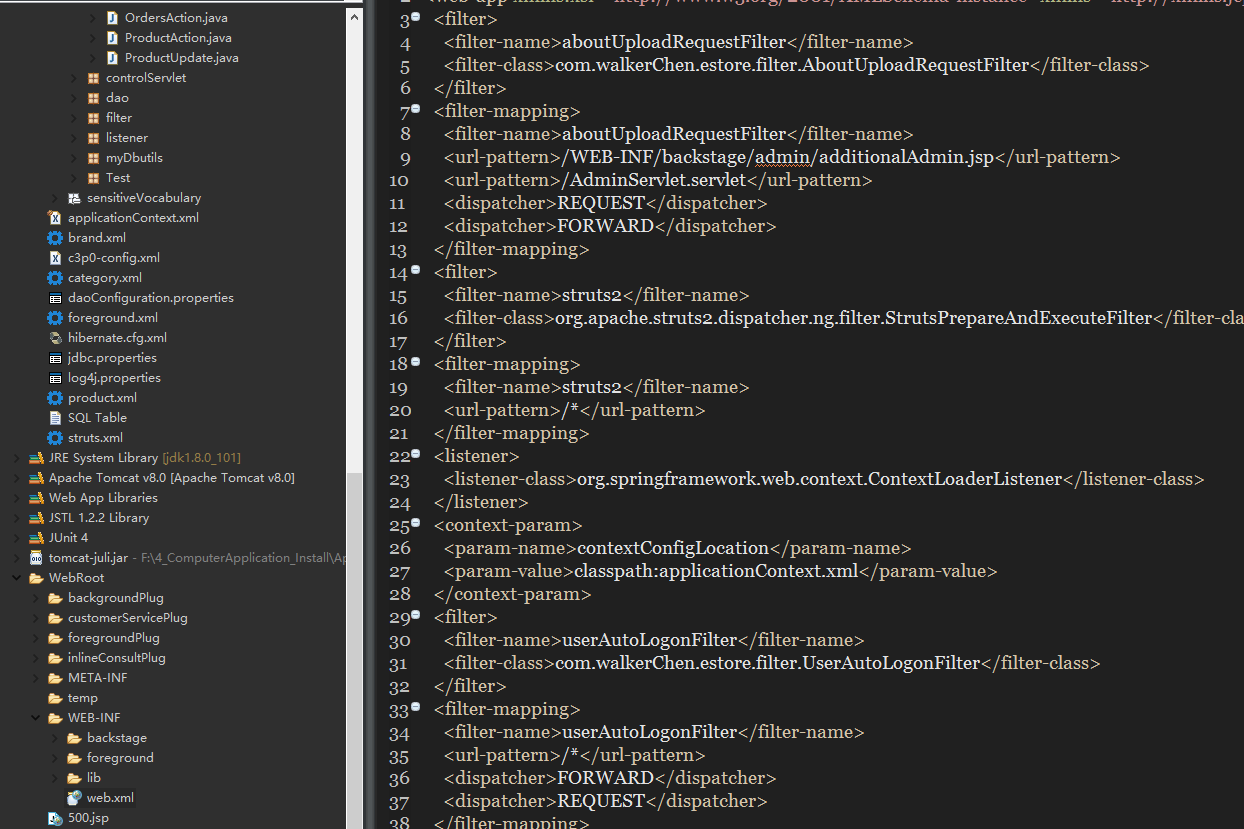 OrdersAction.java
ProductAction.java
ProductUpdate.java
controlServlet
dao
filter
listener
myDbutils
Test
sensitiveVocabulary
applicationContext.xml
brand.xml
c3p0-config.xml
category.xml
daoConfiguration.properties
foreground.xml
hibernate.cfg.xml
jdbc.properties
log4j.properties
product.xml
SQL Table
struts.xml
JRE System Library [jdk1.8.0_101]
Apache Tomcat v8.0 [Apache Tomcat v8.0]
Web App Libraries
JSTL 1.2.2 Library
JUnit 4
tomcat-juli.jar - F:\4_ComputerApplication_Install\Ap
WebRoot
backgroundPlug
customerServicePlug
foregroundPlug
inlineConsultPlug
META-INF
temp
WEB-INF
backstage
foreground
lib
web.xml
500.jsp
3 <filter>
4 <filter-name>aboutUploadRequestFilter</filter-name>
5 <filter-class>com.walkerChen.estore.filter.AboutUploadRequestFilter</filter-class>
6 </filter>
7 <filter-mapping>
8 <filter-name>aboutUploadRequestFilter</filter-name>
9 <url-pattern>/WEB-INF/backstage/admin/additionalAdmin.jsp</url-pattern>
10 <url-pattern>/AdminServlet.servlet</url-pattern>
11 <dispatcher>REQUEST</dispatcher>
12 <dispatcher>FORWARD</dispatcher>
13 </filter-mapping>
14 <filter>
15 <filter-name>struts2</filter-name>
16 <filter-class>org.apache.struts2.dispatcher.ng.filter.StrutsPrepareAndExecuteFilter</filter-cla
17 </filter>
18 <filter-mapping>
19 <filter-name>struts2</filter-name>
20 <url-pattern>/*</url-pattern>
21 </filter-mapping>
22 <listener>
23 <listener-class>org.springframework.web.context.ContextLoaderListener</listener-class>
24 </listener>
25 <context-param>
26 <param-name>contextConfigLocation</param-name>
27 <param-value>classpath:applicationContext.xml</param-value>
28 </context-param>
29 <filter>
30 <filter-name>userAutoLogonFilter</filter-name>
31 <filter-class>com.walkerChen.estore.filter.UserAutoLogonFilter</filter-class>
32 </filter>
33 <filter-mapping>
34 <filter-name>userAutoLogonFilter</filter-name>
35 <url-pattern>/*</url-pattern>
36 <dispatcher>FORWARD</dispatcher>
37 <dispatcher>REQUEST</dispatcher>
38 </filter-mapping>